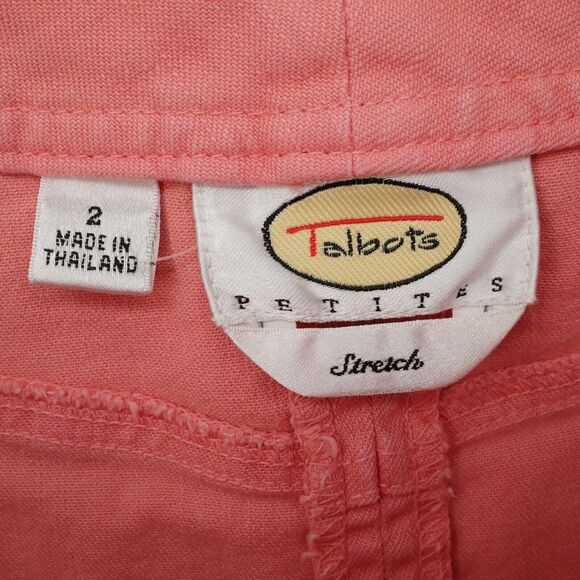 2
MADE IN
THAILAND
Talbots
PETITES
Stretch